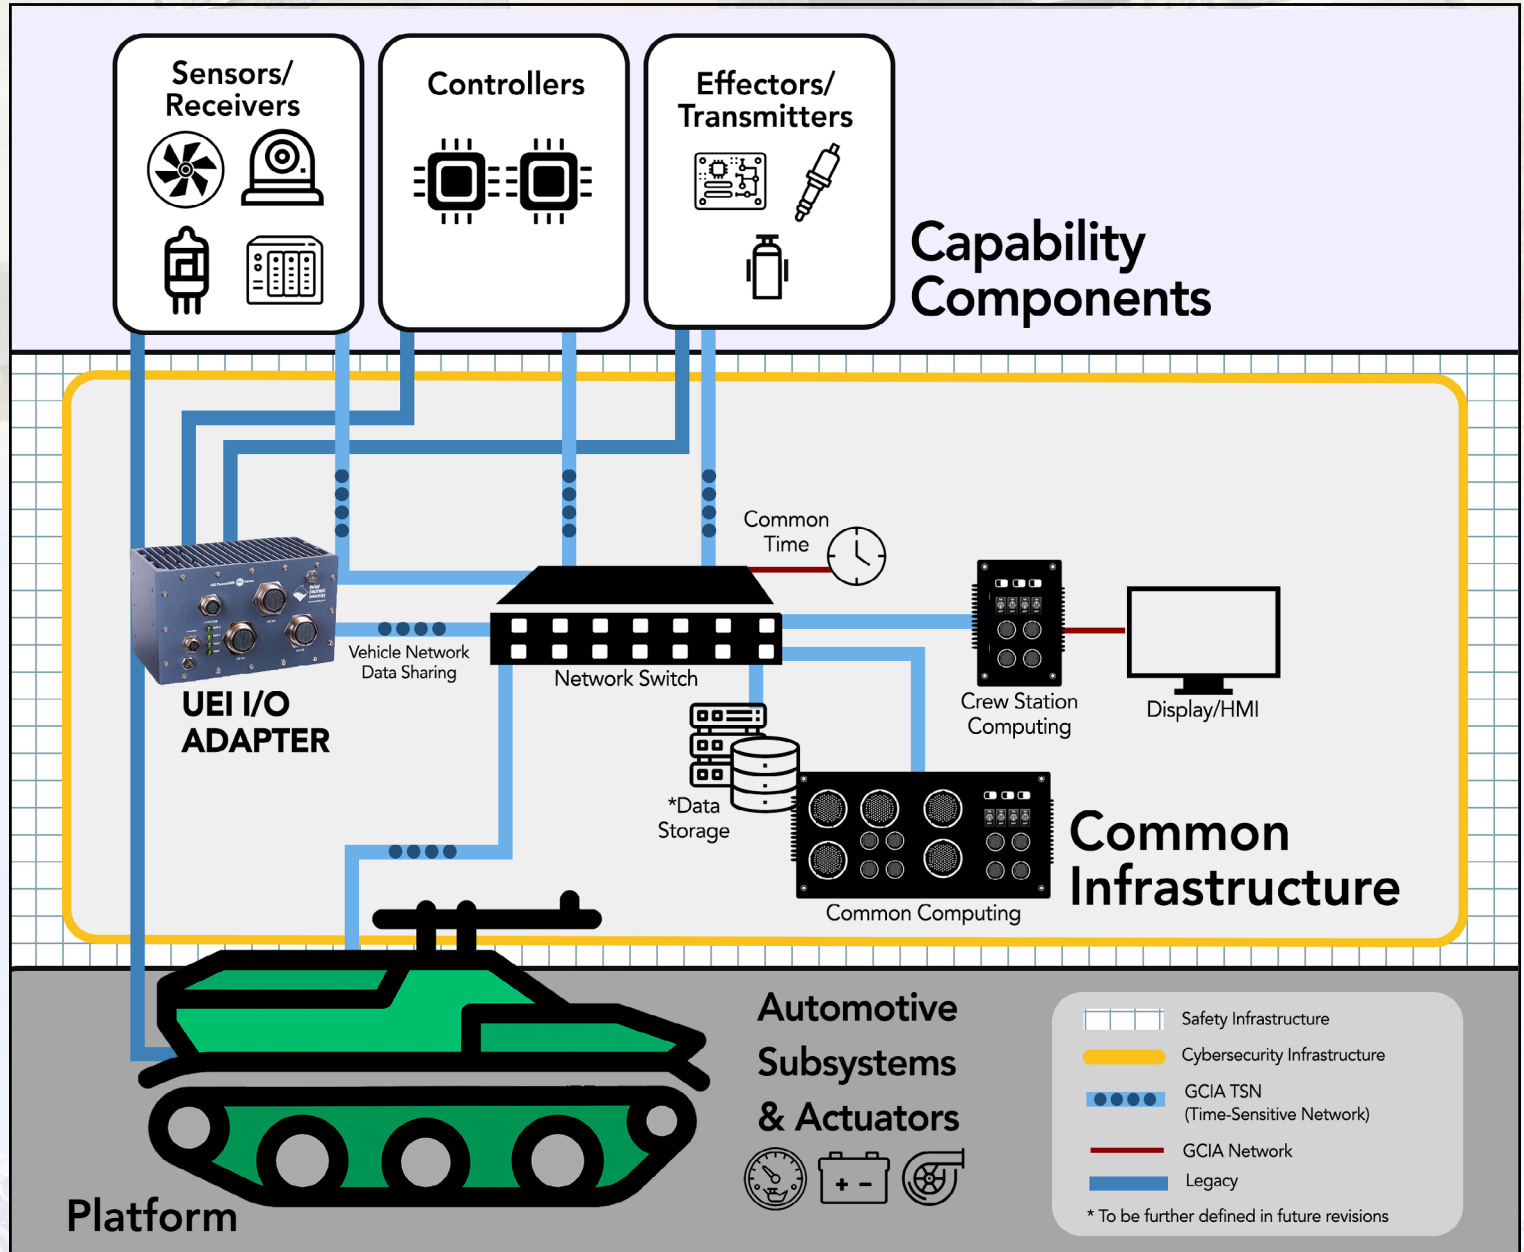 Sensors/
Receivers
Controllers
Effectors/
Transmitters
Capability
Components
Common
Time
Vehicle Network
Data Sharing
Network Switch
UEI I/O
ADAPTER
Crew Station
Computing
Display/HMI
*Data
Storage
Common Computing
Common
Infrastructure
Automotive
Subsystems
& Actuators
Platform
Safety Infrastructure
Cybersecurity Infrastructure
GCIA TSN
(Time-Sensitive Network)
GCIA Network
Legacy
* To be further defined in future revisions